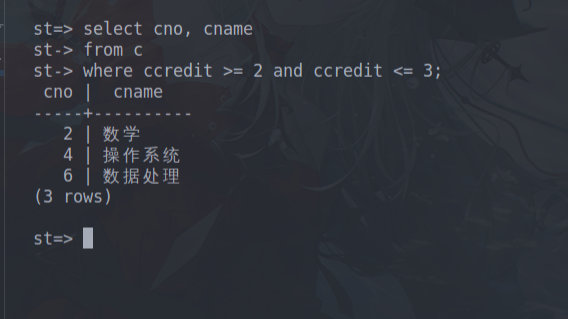 st=> select cno, cname
st-> from c
st-> where ccredit >= 2 and ccredit <= 3;
 cno |  cname
-----+----------
   2 | 数学
   4 | 操作系统
   6 | 数据处理
(3 rows)
st=>